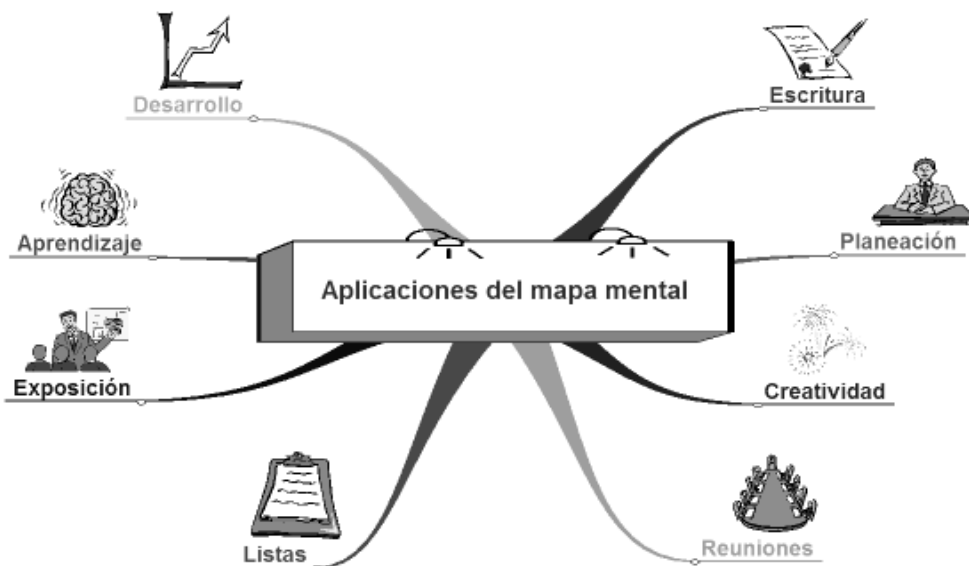 Desarrollo
Escritura
Aprendizaje
Planeación
Aplicaciones del mapa mental
Exposición
Creatividad
Listas
Reuniones